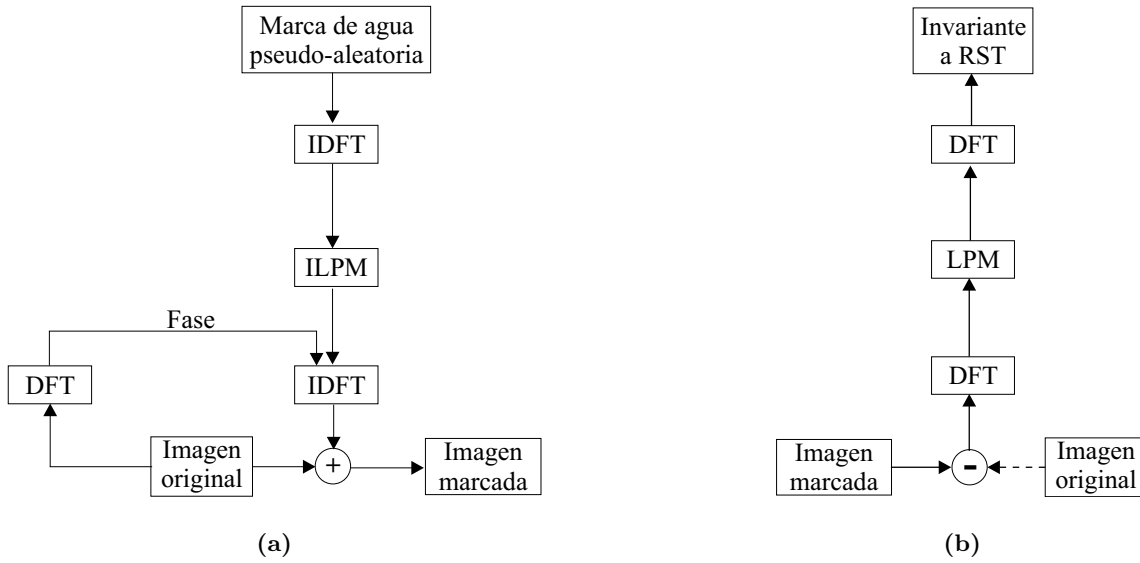 Marca de agua
pseudo-aleatoria
IDFT
ILPM
Fase
DFT
IDFT
Imagen
original
+
Imagen
marcada
(a)
Invariante
a RST
DFT
LPM
DFT
Imagen
marcada
-
Imagen
original
(b)